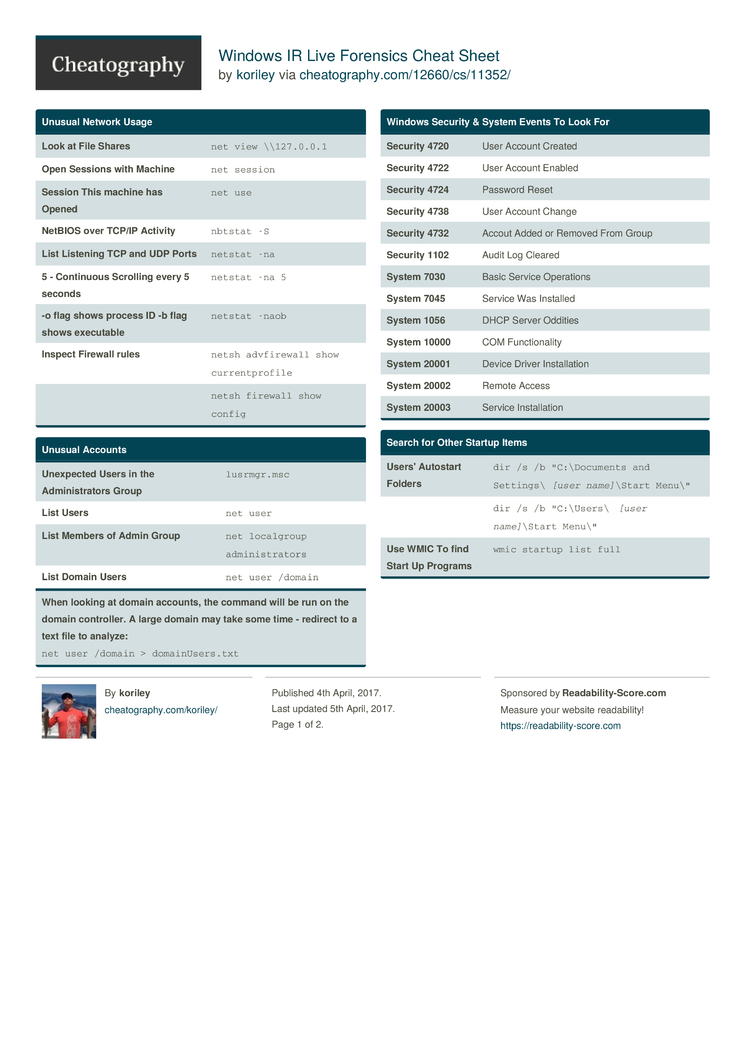 Cheatography
Windows IR Live Forensics Cheat Sheet
by koriley via cheatography.com/12660/cs/11352/
Unusual Network Usage
Look at File Shares net view \\127.0.0.1
Open Sessions with Machine net session
Session This machine has net use
Opened
NetBIOS over TCP/IP Activity nbtstat -S
List Listening TCP and UDP Ports netstat -na
5 - Continuous Scrolling every 5 netstat -na 5
seconds
-o flag shows process ID -b flag netstat -naob
shows executable
Inspect Firewall rules netsh advfirewall show
currentprofile
netsh firewall show
config
Unusual Accounts
Unexpected Users in the lusrmgr.msc
Administrators Group
List Users net user
List Members of Admin Group net localgroup
administrators
List Domain Users net user /domain
When looking at domain accounts, the command will be run on the
domain controller. A large domain may take some time - redirect to a
text file to analyze:
net user /domain > domainUsers.txt
Windows Security & System Events To Look For
Security 4720 User Account Created
Security 4722 User Account Enabled
Security 4724 Password Reset
Security 4738 User Account Change
Security 4732 Accout Added or Removed From Group
Security 1102 Audit Log Cleared
System 7030 Basic Service Operations
System 7045 Service Was Installed
System 1056 DHCP Server Oddities
System 10000 COM Functionality
System 20001 Device Driver Installation
System 20002 Remote Access
System 20003 Service Installation
Search for Other Startup Items
Users' Autostart dir /s /b "C:\Documents and
Folders Settings\ [user name]\Start Menu\"
dir /s /b "C:\Users\ [user
name]\Start Menu\"
Use WMIC To find wmic startup list full
Start Up Programs
By koriley
cheatography.com/koriley/
Published 4th April, 2017.
Last updated 5th April, 2017.
Page 1 of 2.
Sponsored by Readability-Score.com
Measure your website readability!
https://readability-score.com